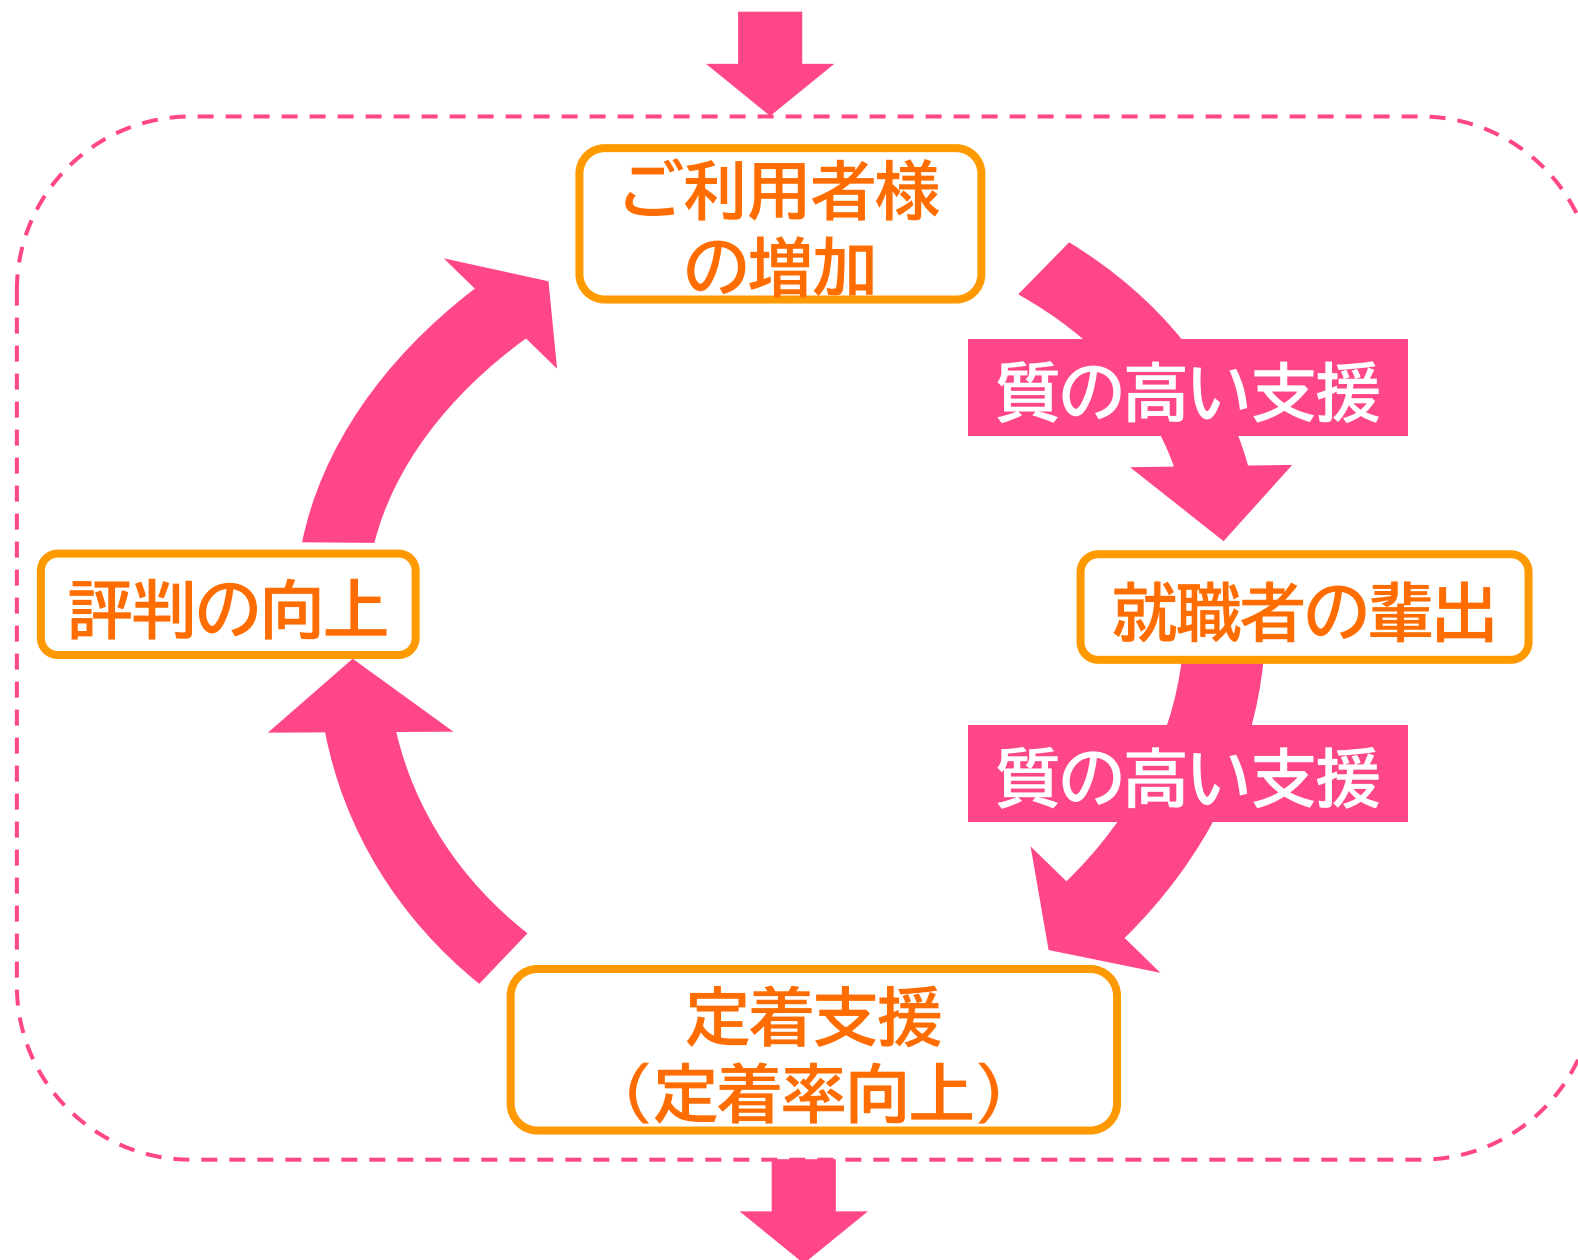 ご利用者様
の増加
質の高い支援
評判の向上
就職者の輩出
質の高い支援
定着支援
（定着率向上）